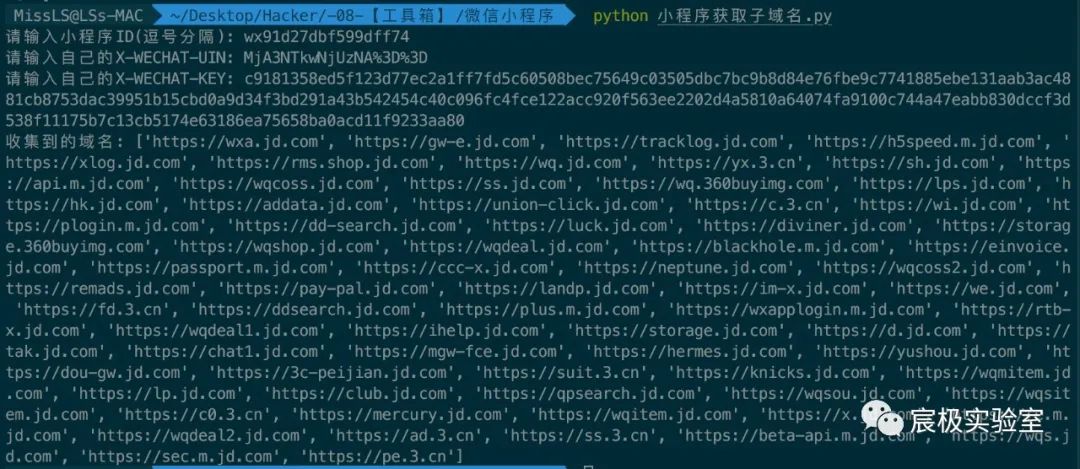 MissLS@LSs-MAC ~/Desktop/Hacker/-08-【工具箱】/微信小程序 python 小程序获取子域名.py
请输入小程序ID(逗号分隔): wx91d27dbf599dff74
请输入自己的X-WECHAT-UIN: MjA3NTkwNjUzNA%3D%3D
请输入自己的X-WECHAT-KEY: c9181358ed5f123d77ec2a1ff7fd5c60508bec75649c03505dbc7bc9b8d84e76fbe9c7741885ebe131aab3ac48
81cb8753dac39951b15cbd0a9d34f3bd291a43b542454c40c096fc4fce122acc920f563ee2202d4a5810a64074fa9100c744a47eabb830dccf3d
538f11175b7c13cb5174e63186ea75658ba0acd11f9233aa80
收集到的域名: ['https://wxa.jd.com', 'https://gw-e.jd.com', 'https://tracklog.jd.com', 'https://h5speed.m.jd.com', '
https://xlog.jd.com', 'https://rms.shop.jd.com', 'https://wq.jd.com', 'https://yx.3.cn', 'https://sh.jd.com', 'https
://api.m.jd.com', 'https://wqcoss.jd.com', 'https://ss.jd.com', 'https://wq.360buyimg.com', 'https://lps.jd.com', 'h
ttps://hk.jd.com', 'https://addata.jd.com', 'https://union-click.jd.com', 'https://c.3.cn', 'https://wi.jd.com', 'ht
tps://plogin.m.jd.com', 'https://dd-search.jd.com', 'https://luck.jd.com', 'https://diviner.jd.com', 'https://storag
e.360buyimg.com', 'https://wqshop.jd.com', 'https://wqdeal.jd.com', 'https://blackhole.m.jd.com', 'https://einvoice.
jd.com', 'https://passport.m.jd.com', 'https://ccc-x.jd.com', 'https://neptune.jd.com', 'https://wqcoss2.jd.com', 'h
ttps://remads.jd.com', 'https://pay-pal.jd.com', 'https://landp.jd.com', 'https://im-x.jd.com', 'https://we.jd.com',
'https://fd.3.cn', 'https://ddsearch.jd.com', 'https://plus.m.jd.com', 'https://wxapplogin.m.jd.com', 'https://rtb-
x.jd.com', 'https://wqdeal1.jd.com', 'https://ihelp.jd.com', 'https://storage.jd.com', 'https://d.jd.com', 'https://
tak.jd.com', 'https://chat1.jd.com', 'https://mgw-fce.jd.com', 'https://hermes.jd.com', 'https://yushou.jd.com', 'ht
tps://dou-gw.jd.com', 'https://3c-peijian.jd.com', 'https://suit.3.cn', 'https://knicks.jd.com', 'https://wqmitem.jd
.com', 'https://lp.jd.com', 'https://club.jd.com', 'https://qpsearch.jd.com', 'https://wqsou.jd.com', 'https://wqsit
em.jd.com', 'https://c0.3.cn', 'https://mercury.jd.com', 'https://wqitem.jd.com', 'https://x.
jd.com', 'https://wqdeal2.jd.com', 'https://ad.3.cn', 'https://ss.3.cn', 'https://beta-api.m.jd.com', 'https://wqs.j
d.com', 'https://sec.m.jd.com', 'https://pe.3.cn']
宸极实验室